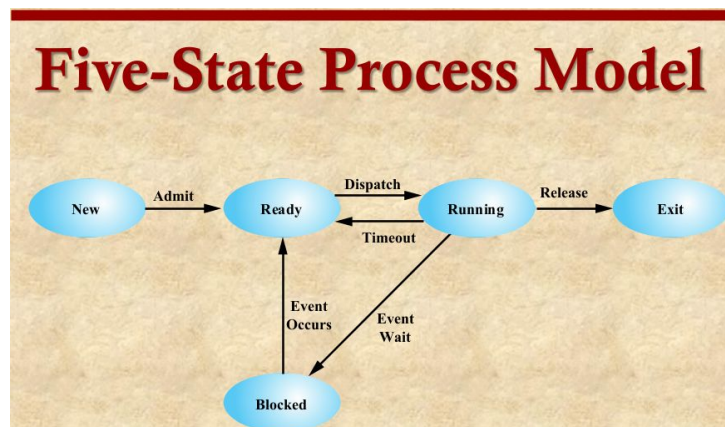 Five-State Process Model
Dispatch
Admit
Release
New
Ready
Running
Exit
Timeout
Event
Occurs
Event
Wait
Blocked